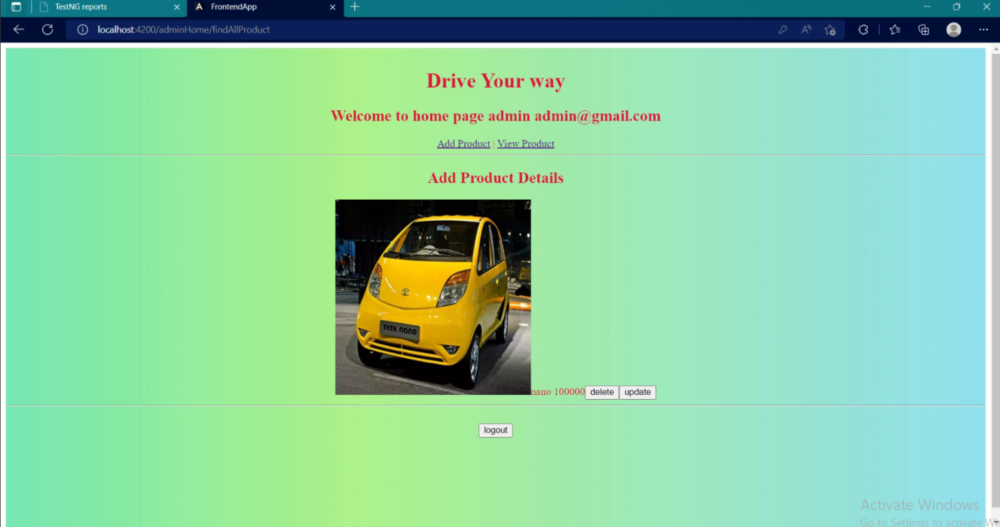 TestNG reports
FrontendApp
localhost:4200/adminHome/findAllProduct
Drive Your way
Welcome to home page admin admin@gmail.com
Add Product | View Product
Add Product Details
TATA nano
nano 100000 delete update
logout
Activate Windows
Go to Settings to activate Wi